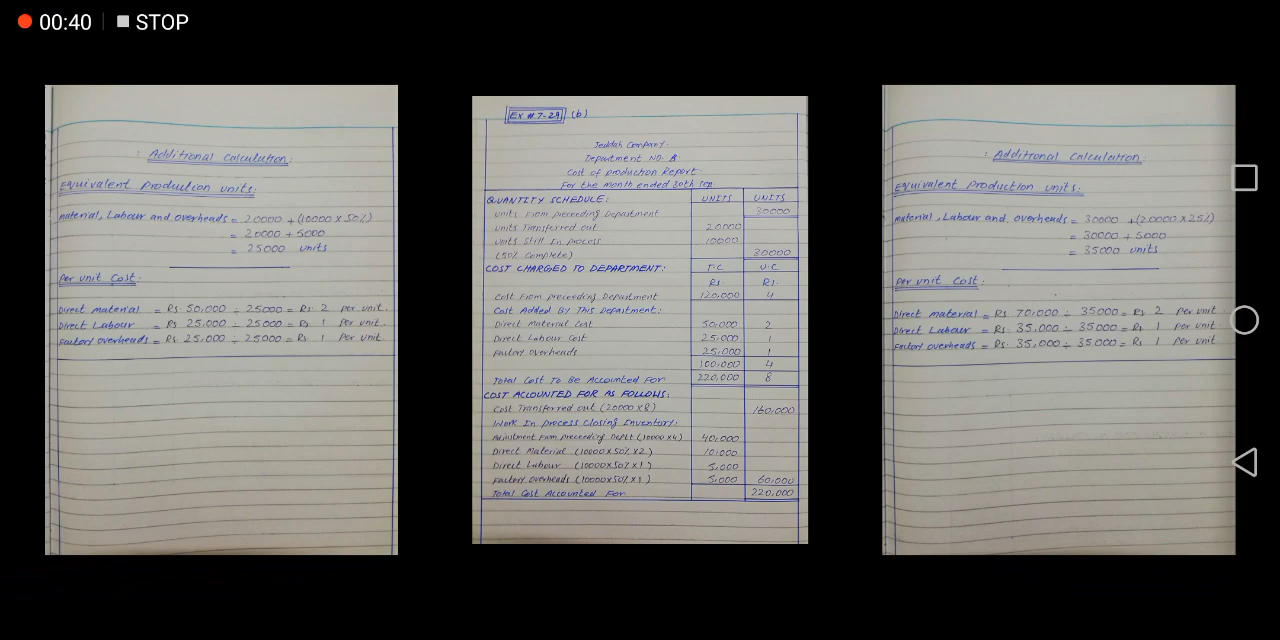 00:40 STOP
: Additional Calculation:
Equivalent Production units:
Material, Labour and overheads = 20000 + (10000 x 50%)
= 20000 + 5000
= 25000 units
Per unit Cost:
Direct material = Rs 50,000 ÷ 25000 = Rs 2 Per unit.
Direct Labour = Rs 25,000 ÷ 25000 = Rs 1 Per unit.
Factory overheads = Rs 25,000 ÷ 25000 = Rs 1 Per unit
Ex # 7-29 (b)
Jeddah Company.
Department NO. B
Cost of Production Report
For the month ended 30th Sep
QUANTITY SCHEDULE: UNITS UNITS
Units From preceeding Department 30000
Units Transferred out 20000
Units Still In process 10000
(50% Complete) 30000
COST CHARGED TO DEPARTMENT: T.C U.C
Rs Rs.
Cost From preceeding Department 120,000 4
Cost Added By This Department:
Direct Material Cost 50,000 2
Direct Labour Cost 25,000 1
Factory overheads 25,000 1
100,000 4
Total Cost To Be Accounted For 220,000 8
COST ACCOUNTED FOR AS FOLLOWS:
Cost Transferred out (20000 x 8) 160,000
Work In process Closing Inventory:
Adjustment From preceeding Deptt (10000 x 4) 40,000
Direct Material (10000 x 50% x 2) 10,000
Direct Labour (10000 x 50% x 1) 5,000
Factory overheads (10000 x 50% x 1) 5,000 60,000
Total Cost Accounted For 220,000
: Additional Calculation:
Equivalent Production units:
Material, Labour and overheads = 30000 + (20000 x 25%)
= 30000 + 5000
= 35000 units
Per unit Cost:
Direct material = Rs 70,000 ÷ 35000 = Rs 2 Per unit
Direct Labour = Rs 35,000 ÷ 35000 = Rs 1 Per unit
Factory overheads = Rs. 35,000 ÷ 35000 = Rs 1 Per unit